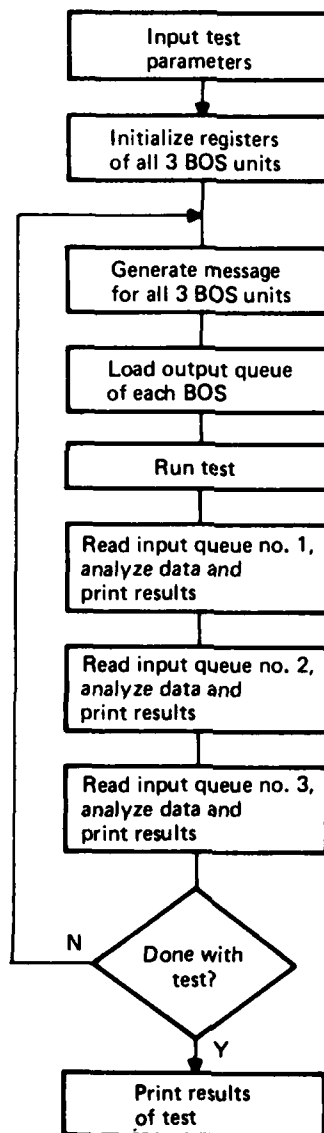 Input test
parameters
Initialize registers
of all 3 BOS units
Generate message
for all 3 BOS units
Load output queue
of each BOS
Run test
Read input queue no. 1,
analyze data and
print results
Read input queue no. 2,
analyze data and
print results
Read input queue no. 3,
analyze data and
print results
N
Done with
test?
Y
Print results
of test